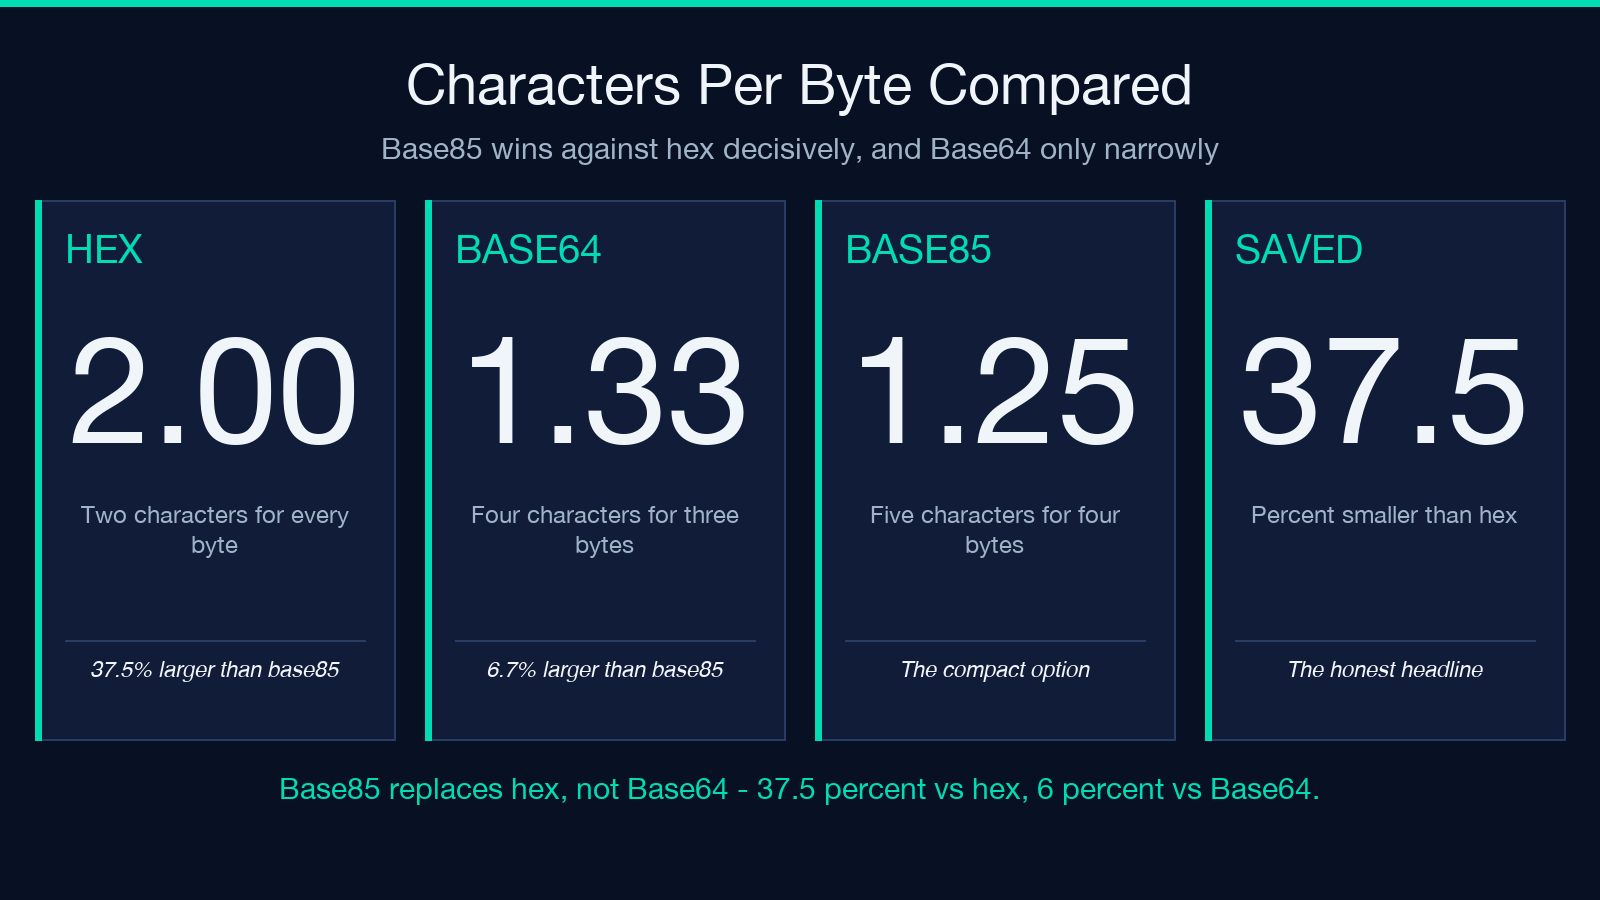 Characters Per Byte Compared
Base85 wins against hex decisively, and Base64 only narrowly
HEX
2.00
Two characters for every
byte
37.5% larger than base85
BASE64
1.33
Four characters for three
bytes
6.7% larger than base85
BASE85
1.25
Five characters for four
bytes
The compact option
SAVED
37.5
Percent smaller than hex
The honest headline
Base85 replaces hex, not Base64 - 37.5 percent vs hex, 6 percent vs Base64.